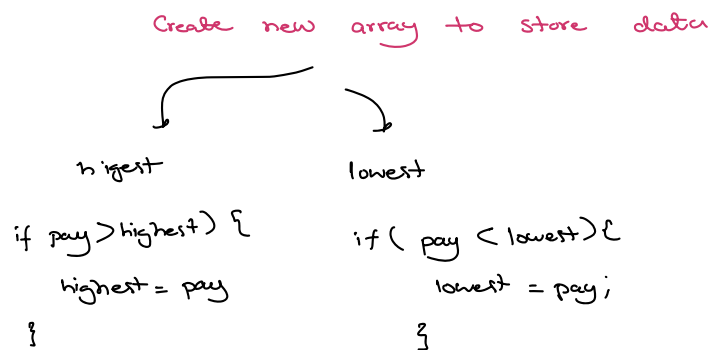 Create new array to store data
higest lowest
if pay > highest) { if( pay < lowest){
highest = pay lowest = pay;
} }